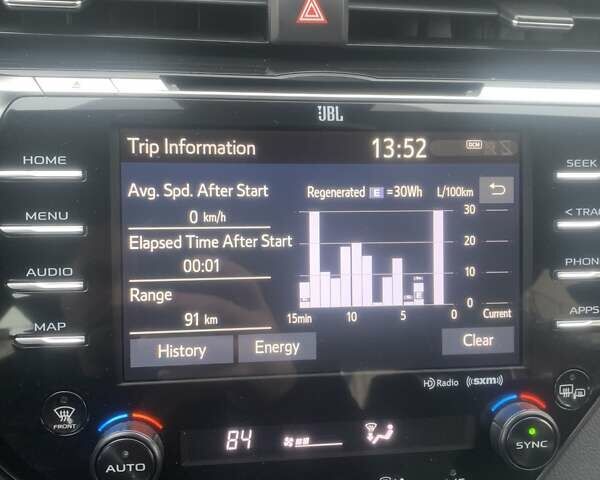 JBL
HOME
MENU
AUDIO
MAP
Trip Information
13:52
DCM
Avg. Spd. After Start
0 km/h
Elapsed Time After Start
00:01
Range
91 km
Regenerated E =30Wh L/100km
30
20
10
0
15min 10 5 0 Current
History
Energy
Clear
SEEK
< TRAC
PHONE
APPS
HD Radio ((sxm))
FRONT
84
AUTO
SYNC